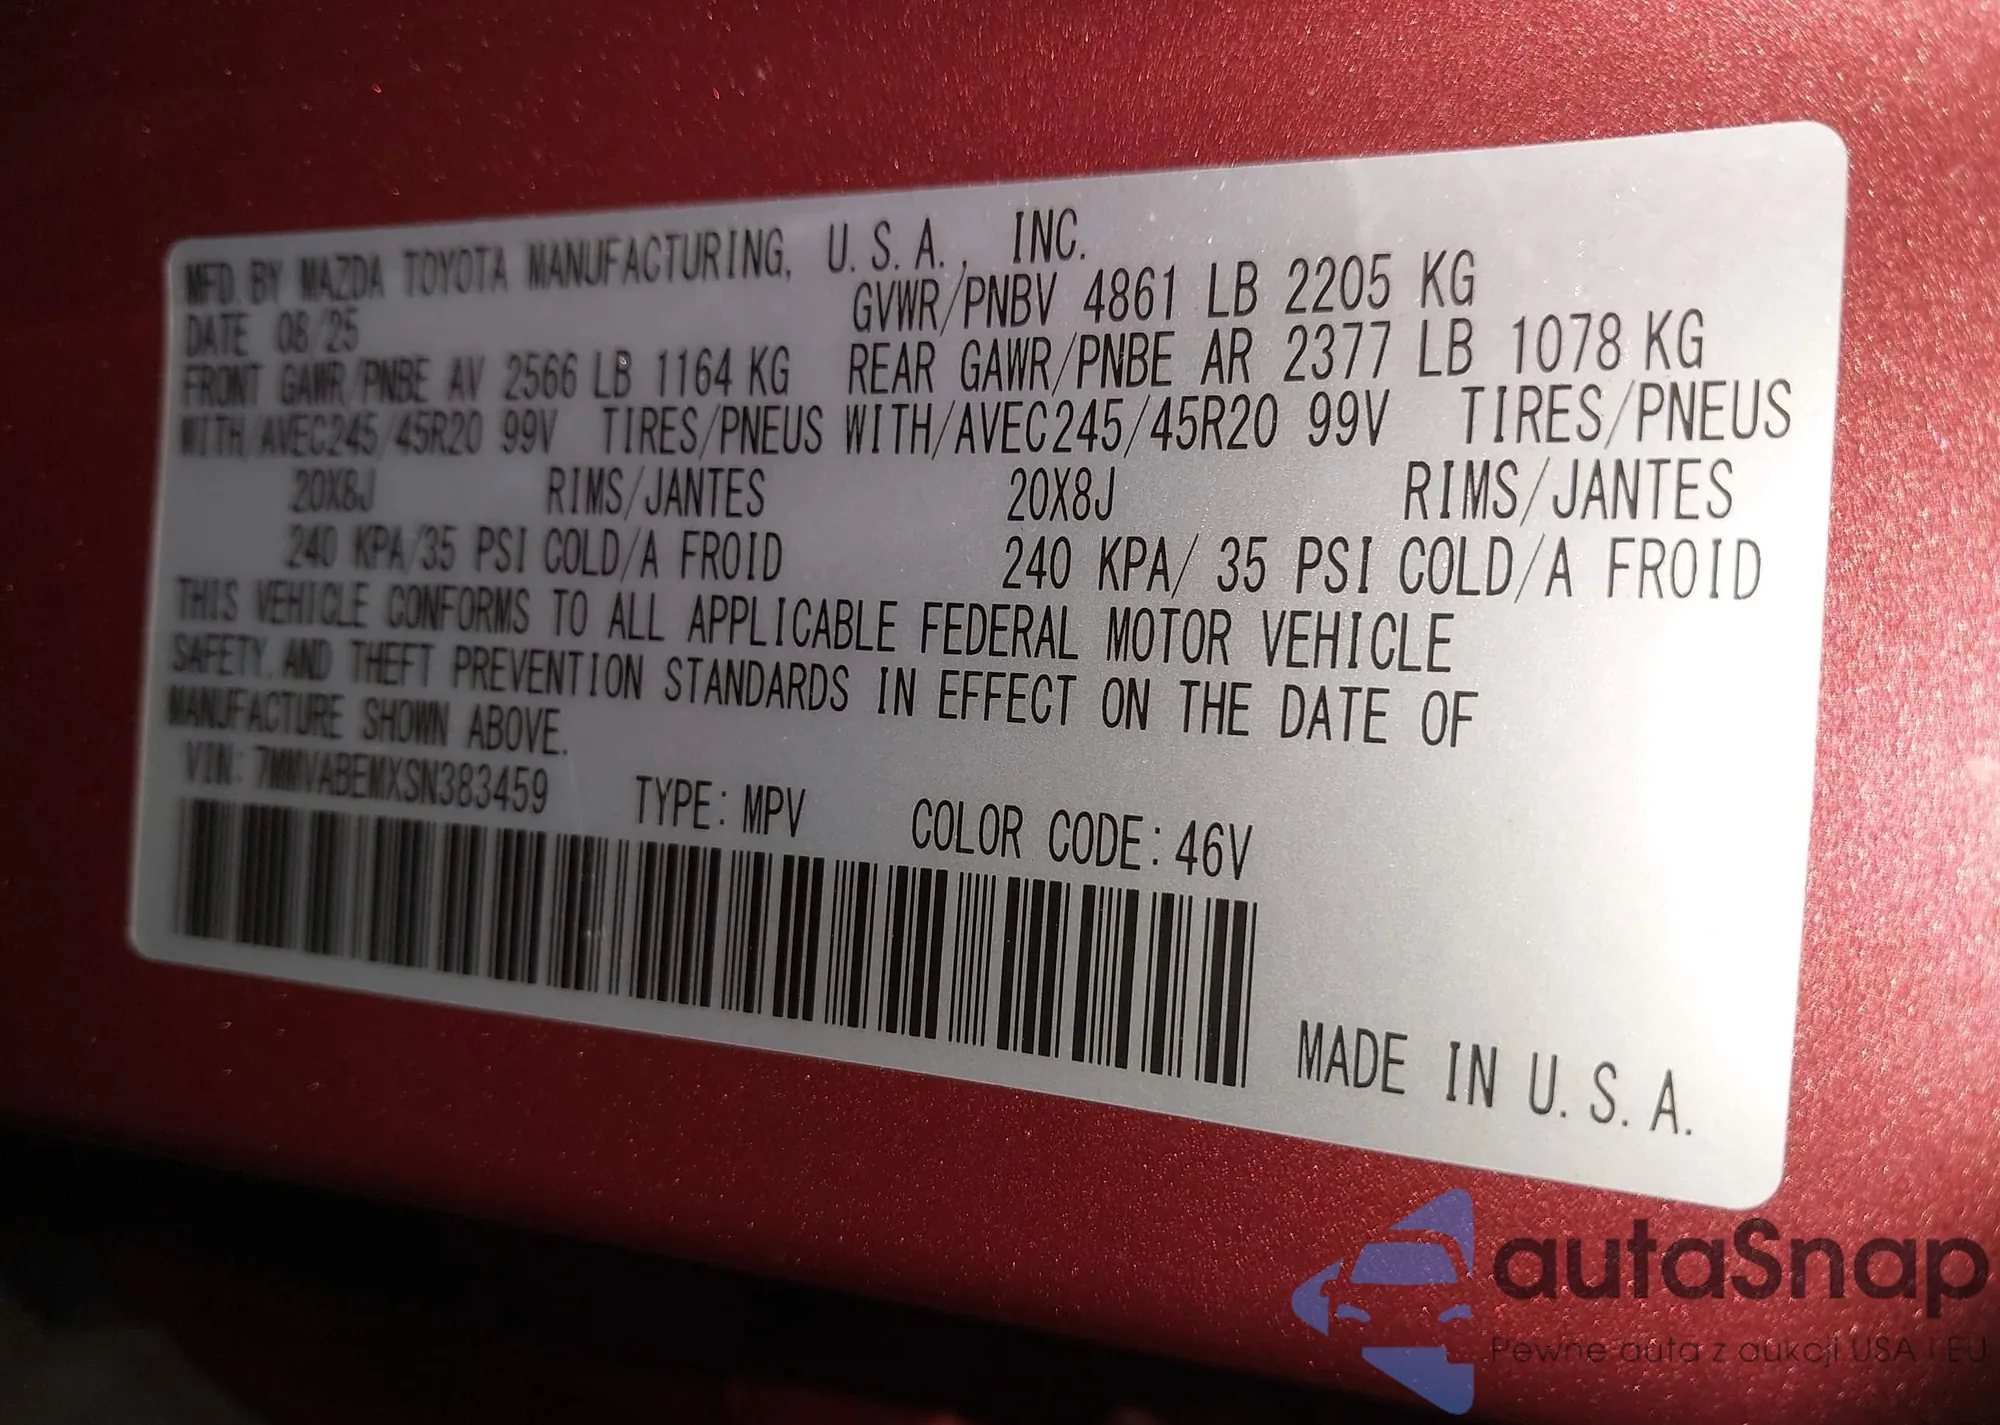 MFD. BY MAZDA TOYOTA MANUFACTURING, U.S.A., INC.
DATE 08/25 GVWR/PNBV 4861 LB 2205 KG
FRONT GAWR/PNBE AV 2566 LB 1164 KG REAR GAWR/PNBE AR 2377 LB 1078 KG
WITH/AVEC245/45R20 99V TIRES/PNEUS WITH/AVEC245/45R20 99V TIRES/PNEUS
20X8J RIMS/JANTES 20X8J RIMS/JANTES
240 KPA/35 PSI COLD/A FROID 240 KPA/ 35 PSI COLD/A FROID
THIS VEHICLE CONFORMS TO ALL APPLICABLE FEDERAL MOTOR VEHICLE
SAFETY, AND THEFT PREVENTION STANDARDS IN EFFECT ON THE DATE OF
MANUFACTURE SHOWN ABOVE.
VIN: 7MMVABEMXSN383459 TYPE: MPV COLOR CODE: 46V
MADE IN U.S.A.
autaSnap
Pewne auta z aukcji USA i EU